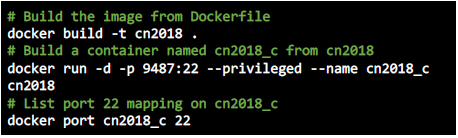 # Build the image from Dockerfile
docker build -t cn2018 .
# Build a container named cn2018_c from cn2018
docker run -d -p 9487:22 --privileged --name cn2018_c
cn2018
# List port 22 mapping on cn2018_c
docker port cn2018_c 22